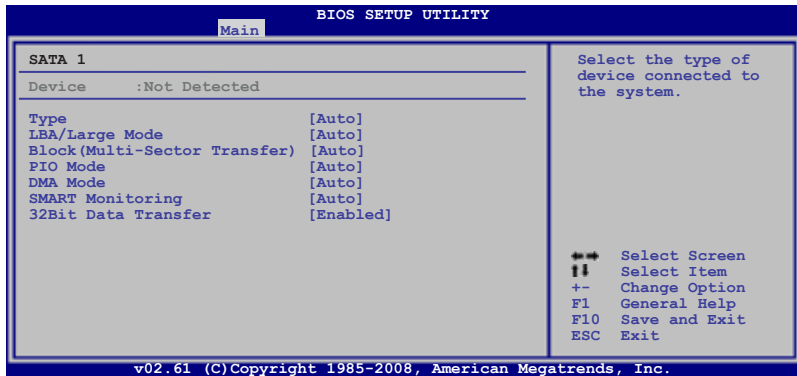 BIOS SETUP UTILITY
Main
SATA 1
Device :Not Detected
Type [Auto]
LBA/Large Mode [Auto]
Block(Multi-Sector Transfer) [Auto]
PIO Mode [Auto]
DMA Mode [Auto]
SMART Monitoring [Auto]
32Bit Data Transfer [Enabled]
Select the type of
device connected to
the system.
Select Screen
Select Item
+- Change Option
F1 General Help
F10 Save and Exit
ESC Exit
v02.61 (C)Copyright 1985-2008, American Megatrends, Inc.